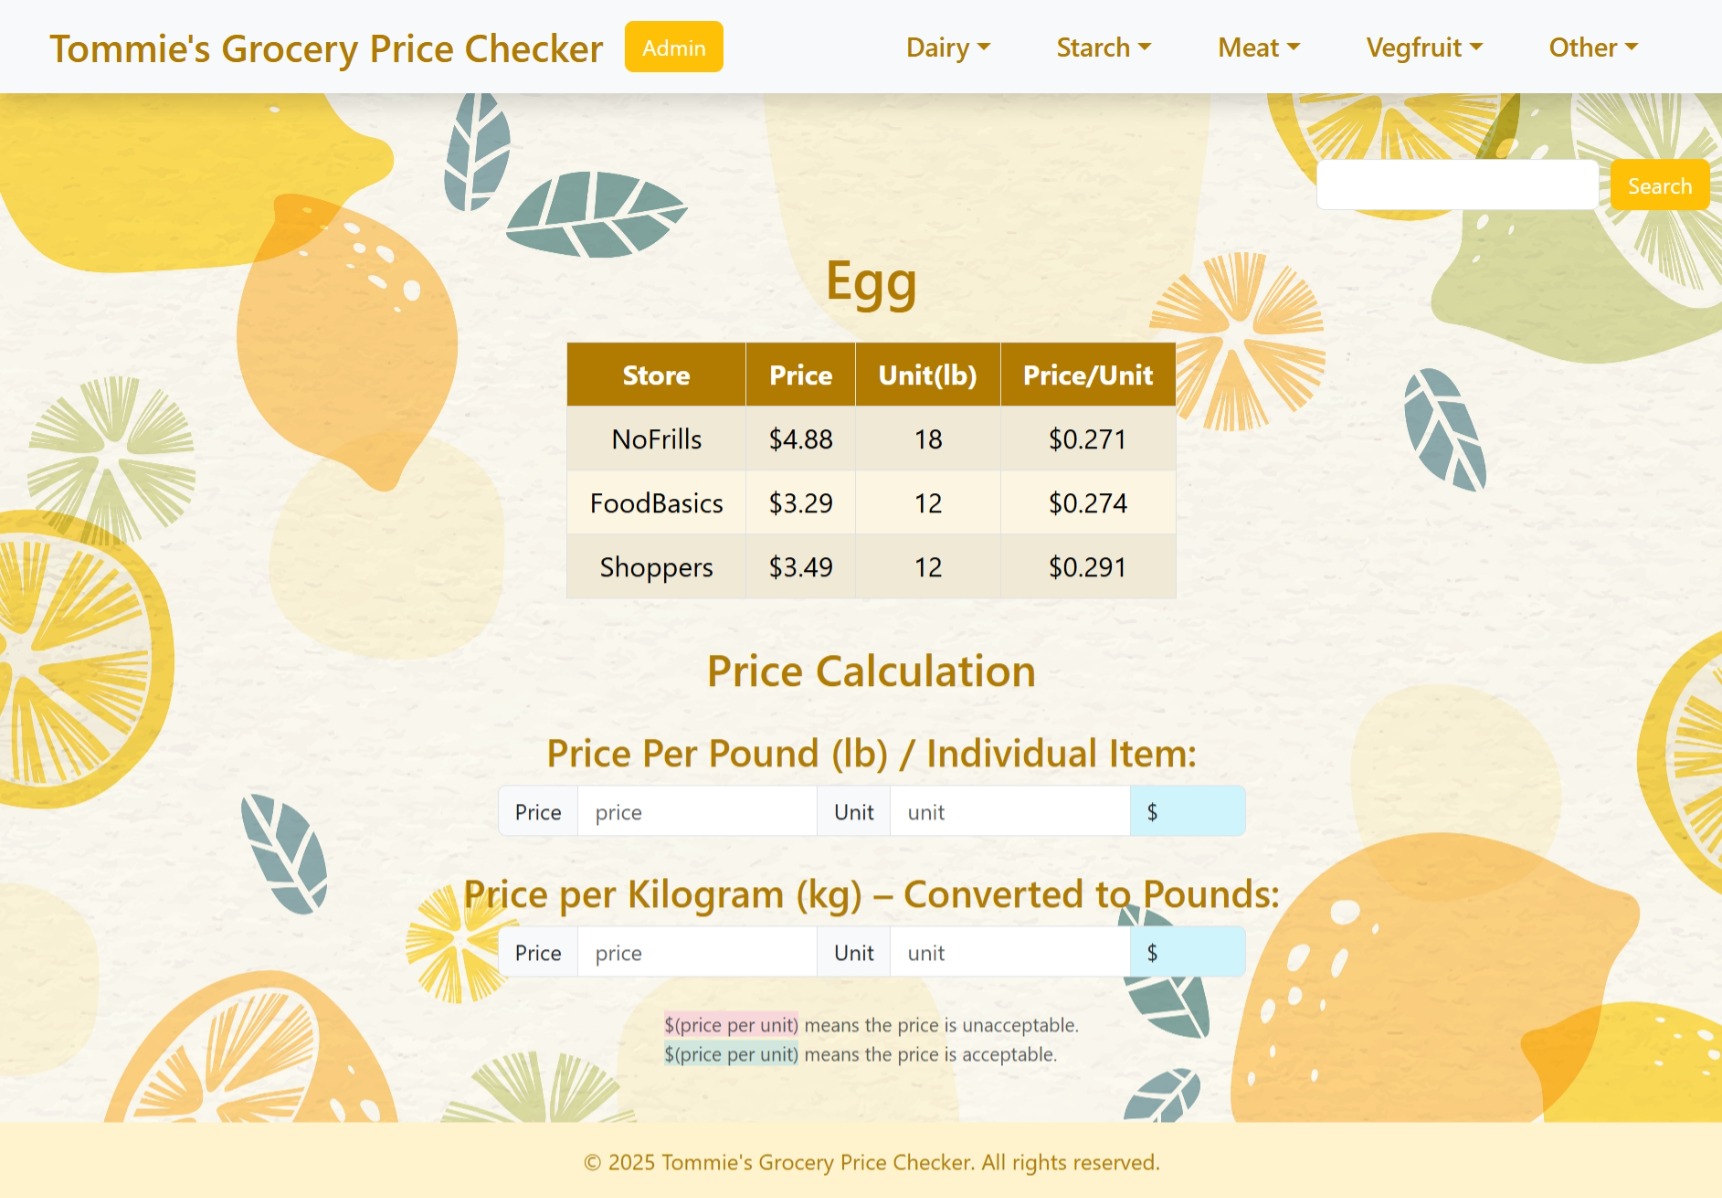 Tommie's Grocery Price Checker Admin Dairy Starch Meat Vegfruit Other
Search
Egg
Store Price Unit(lb) Price/Unit
NoFrills $4.88 18 $0.271
FoodBasics $3.29 12 $0.274
Shoppers $3.49 12 $0.291
Price Calculation
Price Per Pound (lb) / Individual Item:
Price price Unit unit $
Price per Kilogram (kg) – Converted to Pounds:
Price price Unit unit $
$(price per unit) means the price is unacceptable.
$(price per unit) means the price is acceptable.
© 2025 Tommie's Grocery Price Checker. All rights reserved.